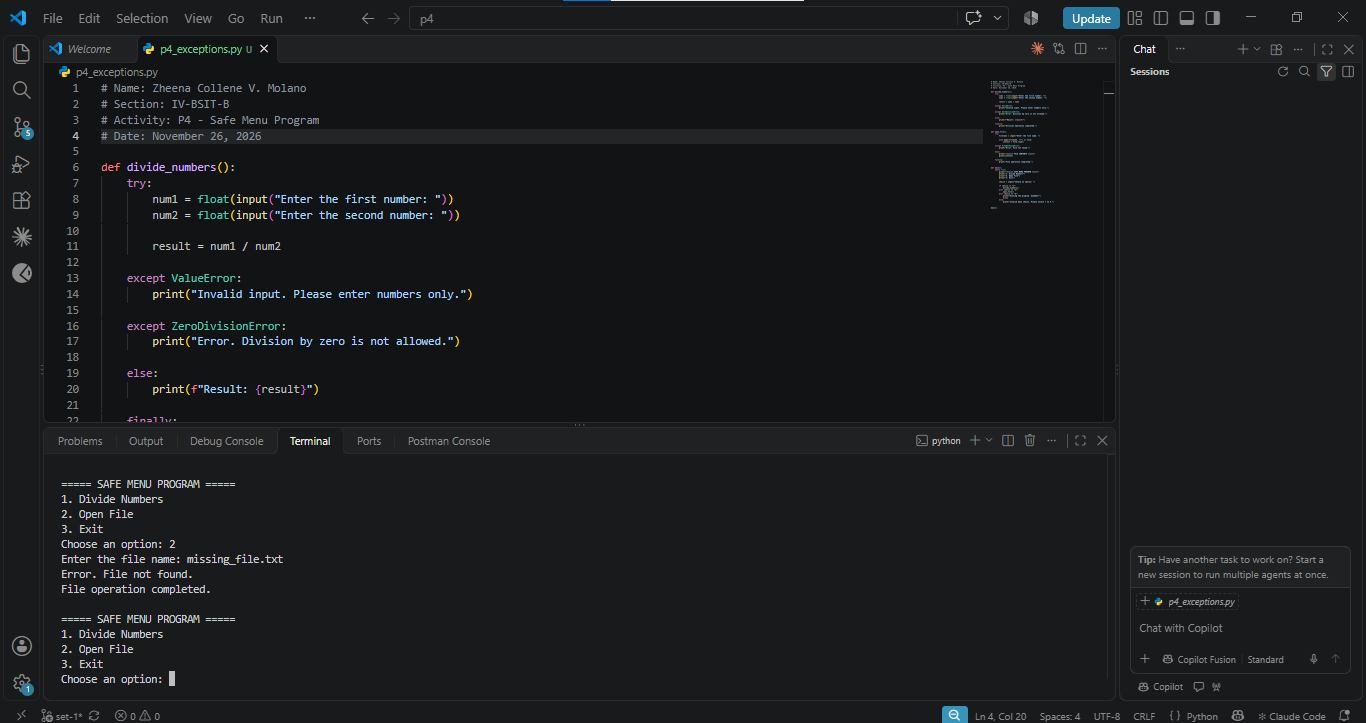 File Edit Selection View Go Run ··· p4 Update
Welcome p4_exceptions.py U
p4_exceptions.py
1 # Name: Zheena Collene V. Molano
2 # Section: IV-BSIT-B
3 # Activity: P4 - Safe Menu Program
4 # Date: November 26, 2026
5
6 def divide_numbers():
7 try:
8 num1 = float(input("Enter the first number: "))
9 num2 = float(input("Enter the second number: "))
10
11 result = num1 / num2
12
13 except ValueError:
14 print("Invalid input. Please enter numbers only.")
15
16 except ZeroDivisionError:
17 print("Error. Division by zero is not allowed.")
18
19 else:
20 print(f"Result: {result}")
21
22 finally:
Problems Output Debug Console Terminal Ports Postman Console python
===== SAFE MENU PROGRAM =====
1. Divide Numbers
2. Open File
3. Exit
Choose an option: 2
Enter the file name: missing_file.txt
Error. File not found.
File operation completed.
===== SAFE MENU PROGRAM =====
1. Divide Numbers
2. Open File
3. Exit
Choose an option:
Chat
Sessions
Tip: Have another task to work on? Start a
new session to run multiple agents at once.
p4_exceptions.py
Chat with Copilot
Copilot Fusion Standard
Copilot
5
1
set-1* 0 0 Ln 4, Col 20 Spaces: 4 UTF-8 CRLF { } Python Claude Code